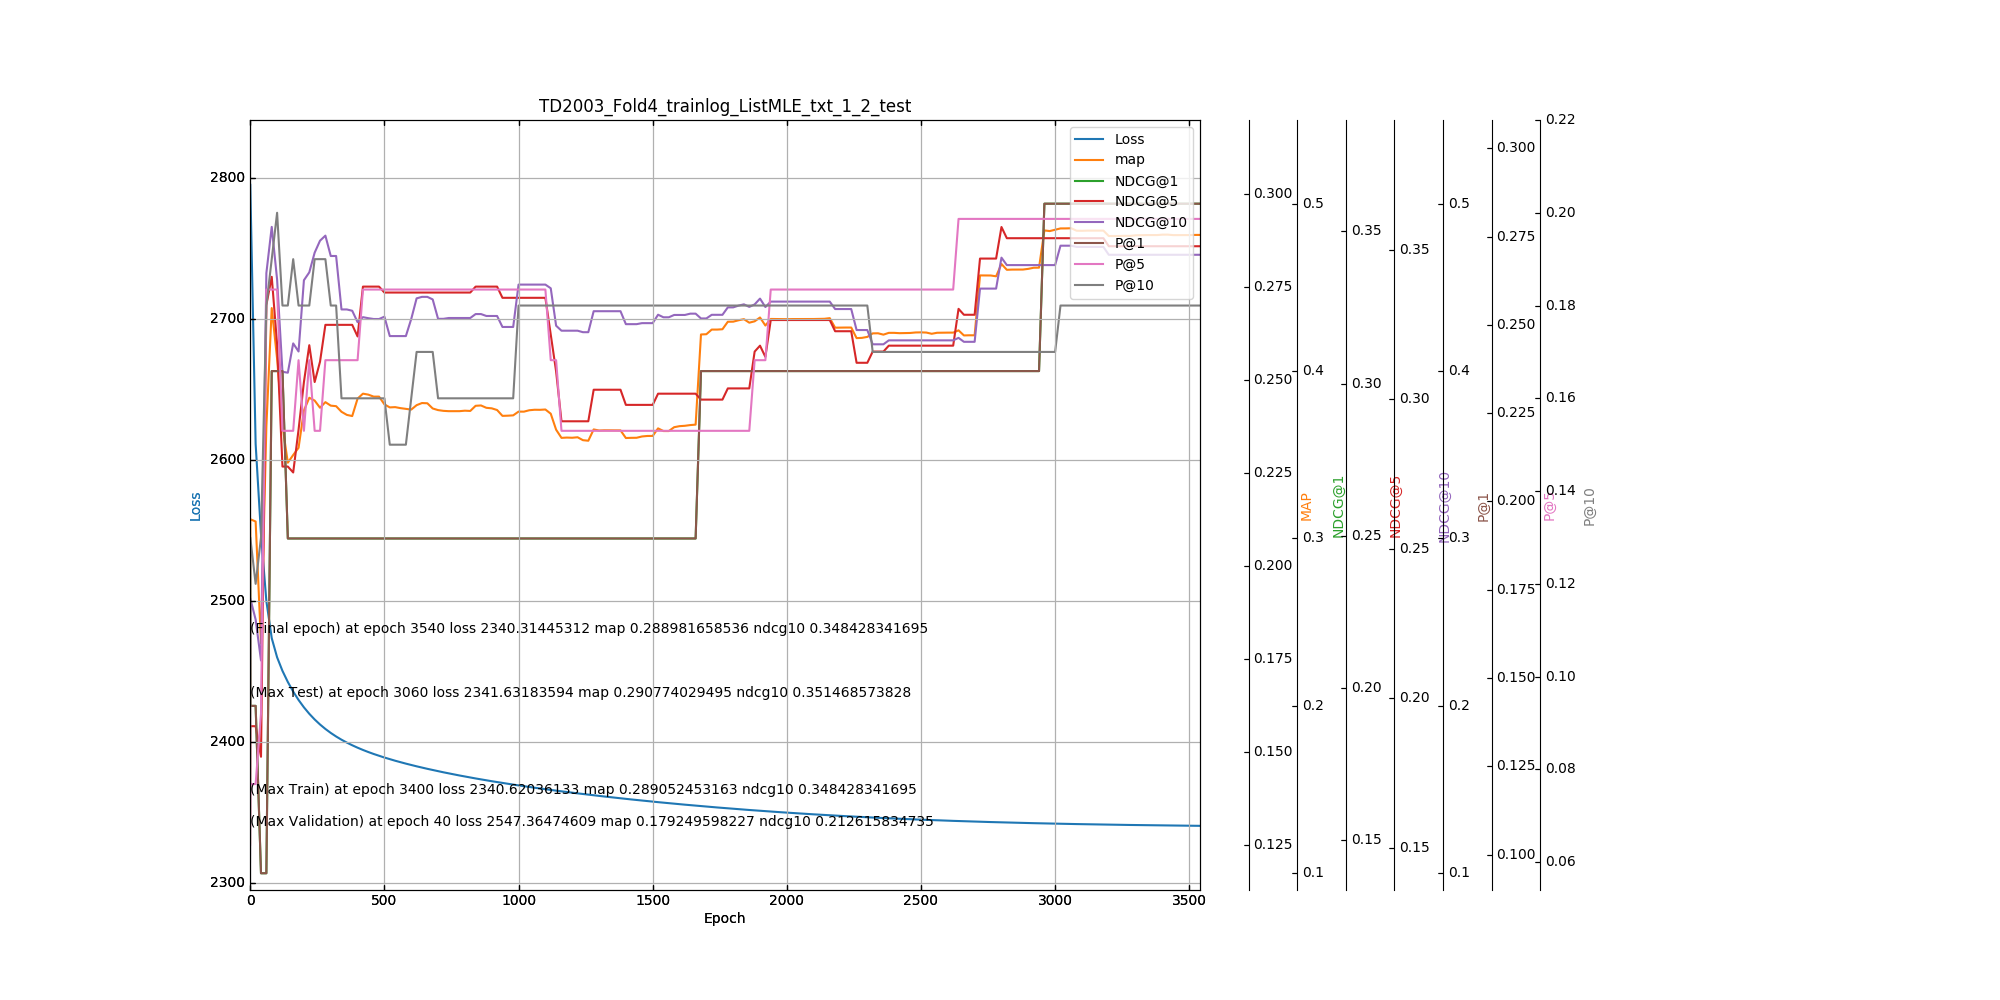 TD2003_Fold4_trainlog_ListMLE_txt_1_2_test
Loss
map
NDCG@1
NDCG@5
NDCG@10
P@1
P@5
P@10
2800
2700
2600
2500
2400
2300
Loss
(Final epoch) at epoch 3540 loss 2340.31445312 map 0.288981658536 ndcg10 0.348428341695
(Max Test) at epoch 3060 loss 2341.63183594 map 0.290774029495 ndcg10 0.351468573828
(Max Train) at epoch 3400 loss 2340.62036133 map 0.289052453163 ndcg10 0.348428341695
(Max Validation) at epoch 40 loss 2547.36474609 map 0.179249598227 ndcg10 0.212615834735
0 500 1000 1500 2000 2500 3000 3500
Epoch
0.300
0.275
0.250
0.225
0.200
0.175
0.150
0.125
MAP
0.5
0.4
0.3
0.2
0.1
NDCG@1
0.35
0.30
0.25
0.20
0.15
NDCG@5
0.35
0.30
0.25
0.20
0.15
NDCG@10
0.5
0.4
0.3
0.2
0.1
P@1
0.300
0.275
0.250
0.225
0.200
0.175
0.150
0.125
0.100
P@5
0.22
0.20
0.18
0.16
0.14
0.12
0.10
0.08
0.06
P@10